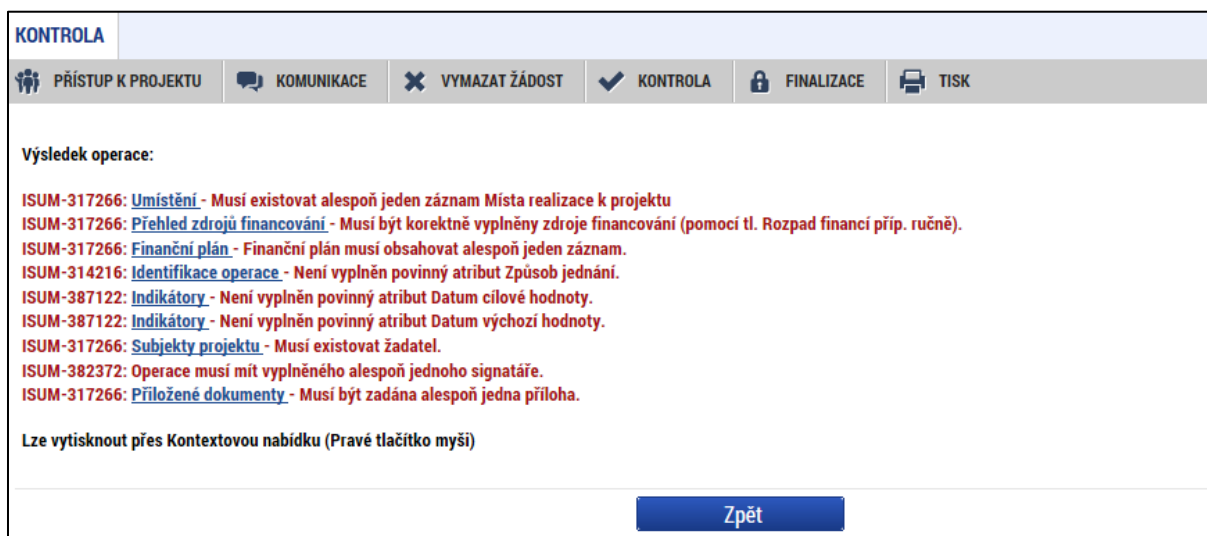 KONTROLA
PŘÍSTUP K PROJEKTU KOMUNIKACE VYMAZAT ŽÁDOST KONTROLA FINALIZACE TISK
Výsledek operace:
ISUM-317266: Umístění - Musí existovat alespoň jeden záznam Místa realizace k projektu
ISUM-317266: Přehled zdrojů financování - Musí být korektně vyplněny zdroje financování (pomocí tl. Rozpad financí příp. ručně).
ISUM-317266: Finanční plán - Finanční plán musí obsahovat alespoň jeden záznam.
ISUM-314216: Identifikace operace - Není vyplněn povinný atribut Způsob jednání.
ISUM-387122: Indikátory - Není vyplněn povinný atribut Datum cílové hodnoty.
ISUM-387122: Indikátory - Není vyplněn povinný atribut Datum výchozí hodnoty.
ISUM-317266: Subjekty projektu - Musí existovat žadatel.
ISUM-382372: Operace musí mít vyplněného alespoň jednoho signatáře.
ISUM-317266: Přiložené dokumenty - Musí být zadána alespoň jedna příloha.
Lze vytisknout přes Kontextovou nabídku (Pravé tlačítko myši)
Zpět